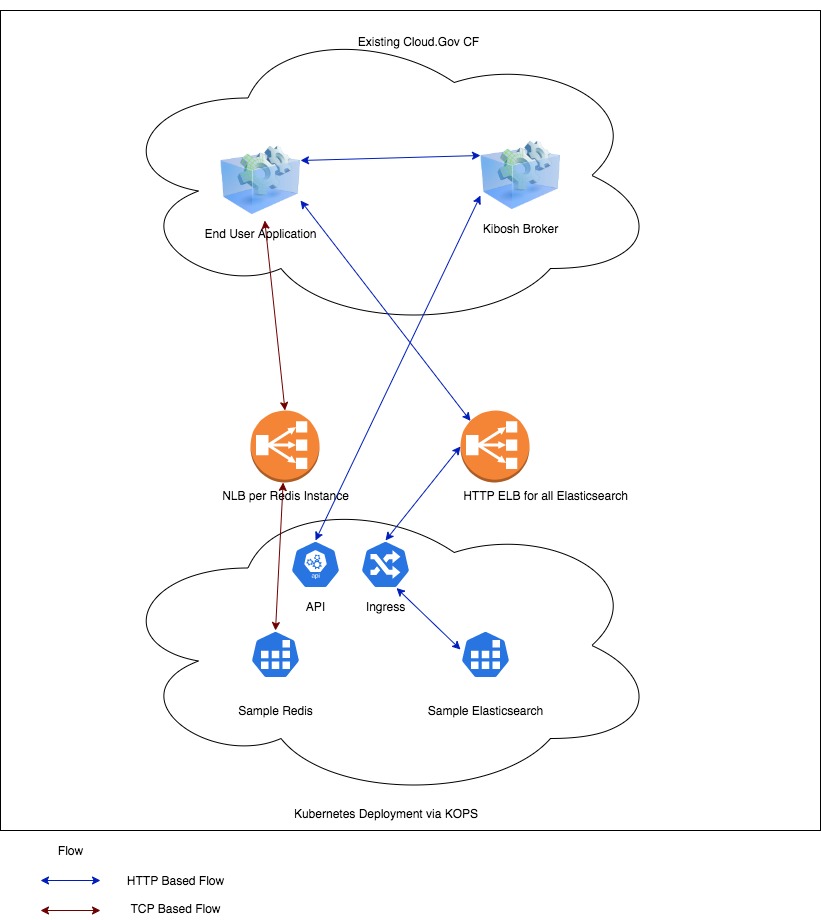 Existing Cloud.Gov CF
End User Application
Kibosh Broker
NLB per Redis Instance
HTTP ELB for all Elasticsearch
api
API
Ingress
Sample Redis
Sample Elasticsearch
Kubernetes Deployment via KOPS
Flow
HTTP Based Flow
TCP Based Flow